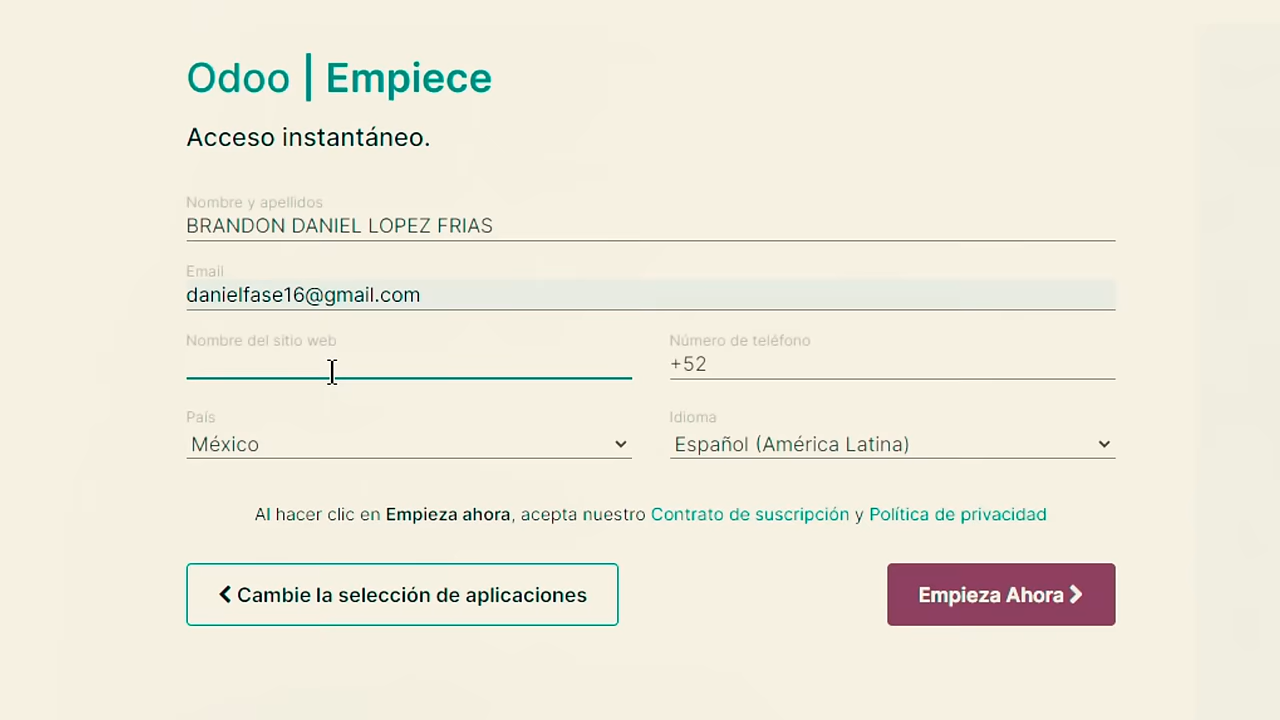 Odoo | Empiece
Acceso instantáneo.
Nombre y apellidos
BRANDON DANIEL LOPEZ FRIAS
Email
danielfase16@gmail.com
Nombre del sitio web
Número de teléfono
+52
País
México
Idioma
Español (América Latina)
Al hacer clic en Empieza ahora, acepta nuestro Contrato de suscripción y Política de privacidad
Cambie la selección de aplicaciones
Empieza Ahora